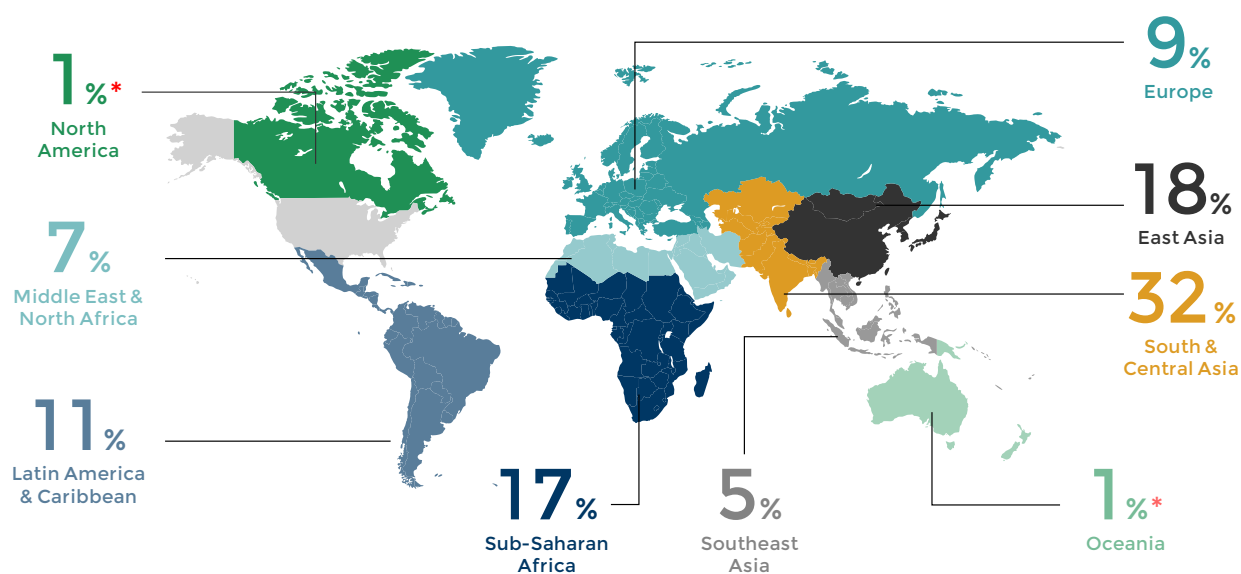 1%*
North
America
9%
Europe
18%
East Asia
7%
Middle East &
North Africa
32%
South &
Central Asia
11%
Latin America
& Caribbean
17%
Sub-Saharan
Africa
5%
Southeast
Asia
1%*
Oceania